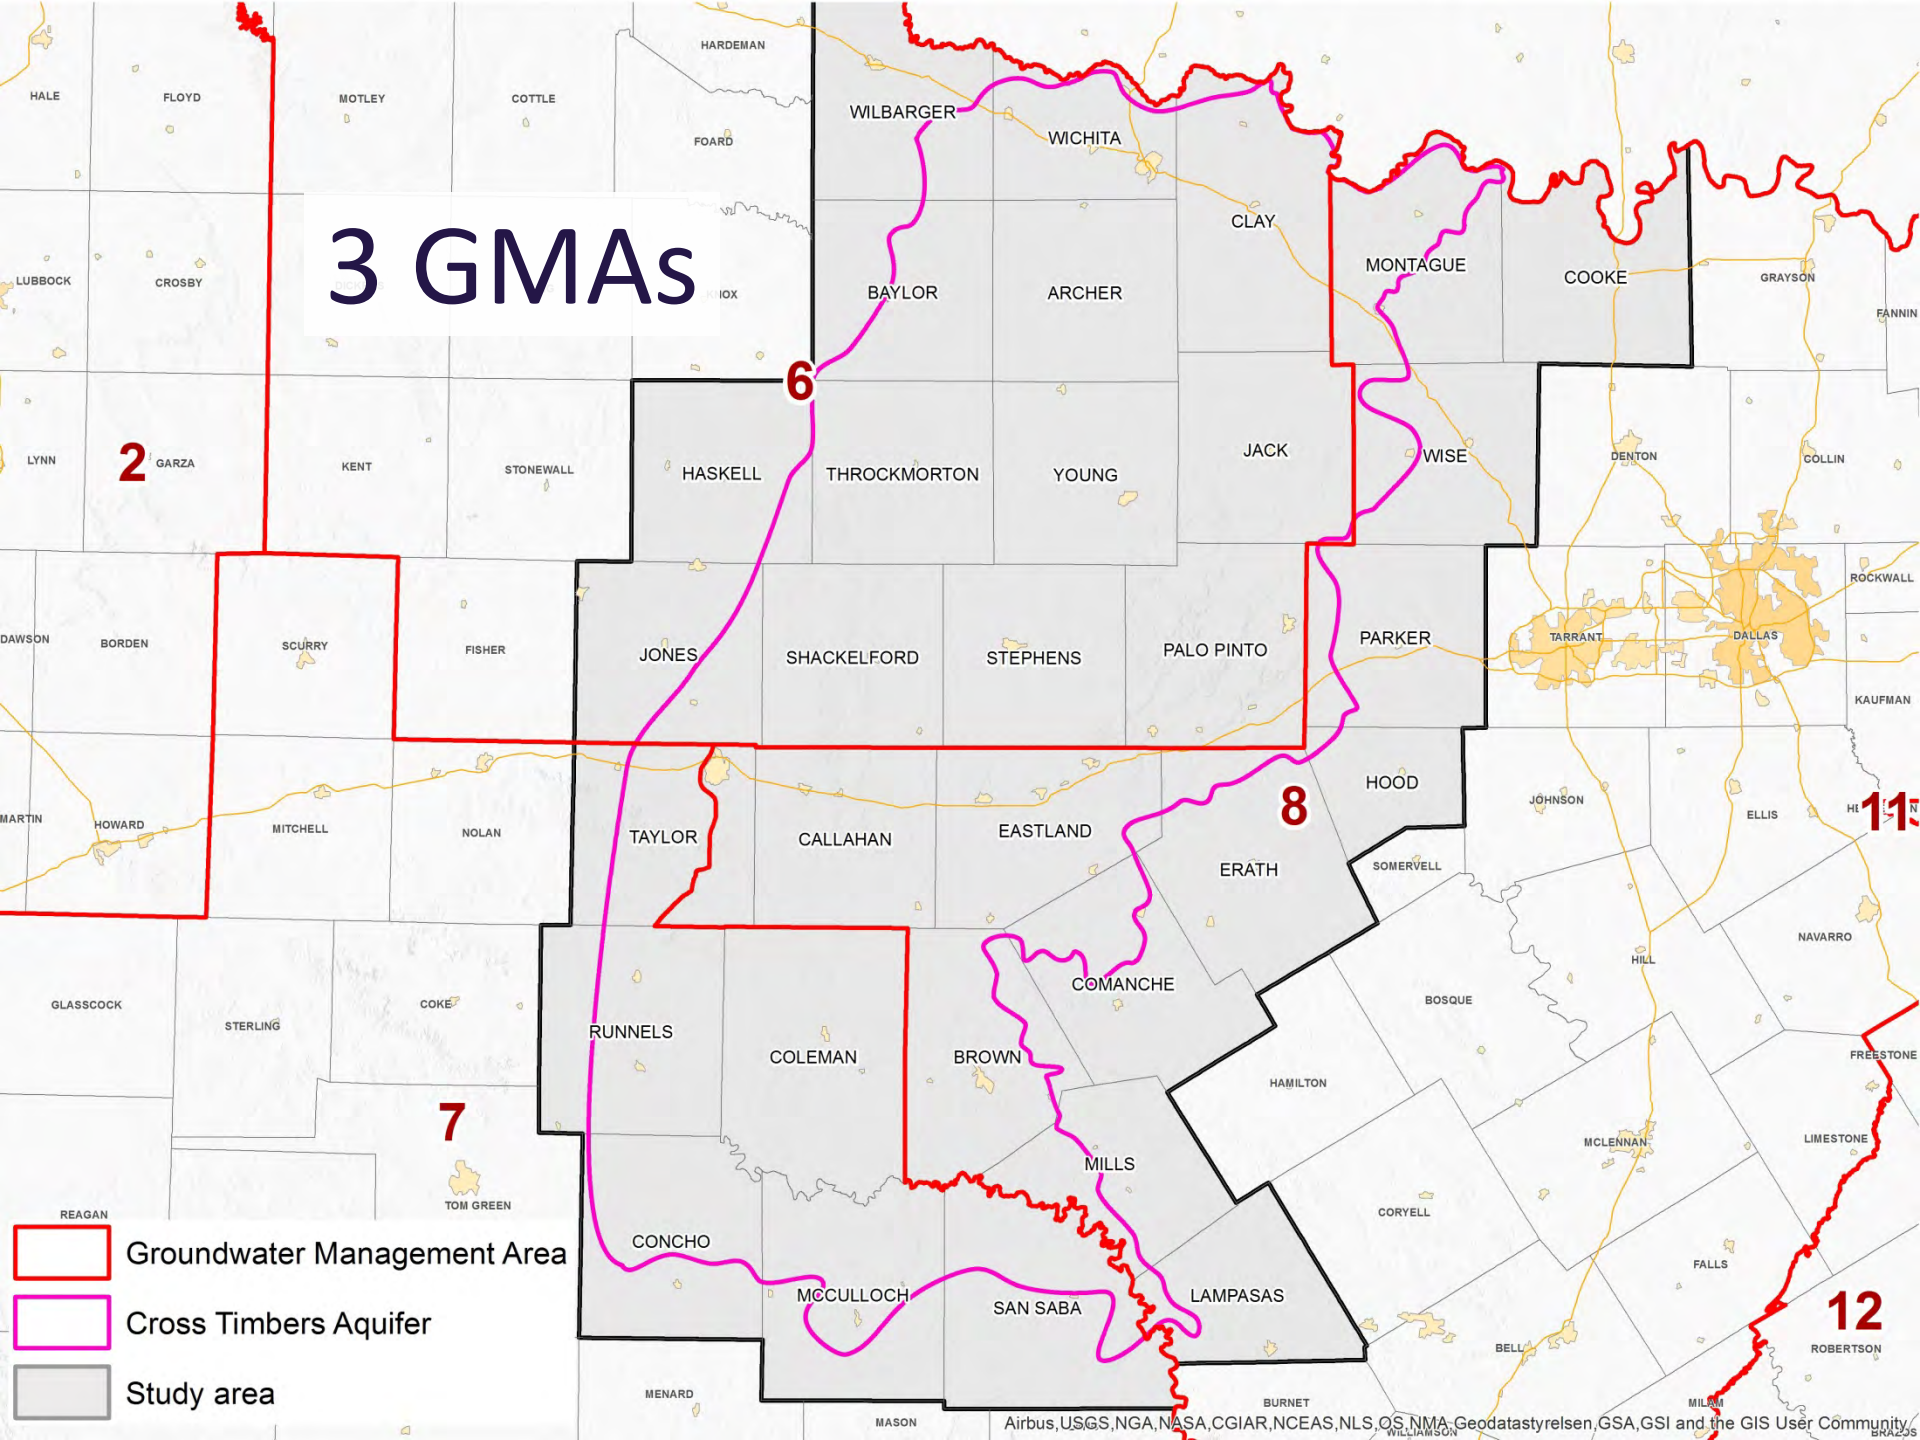 HARDEMAN
HALE
FLOYD
MOTLEY
COTTLE
WILBARGER
WICHITA
FOARD
CLAY
3 GMAs
MONTAGUE
COOKE
LUBBOCK
CROSBY
KNOX
BAYLOR
ARCHER
GRAYSON
FANNIN
6
LYNN
2
GARZA
KENT
STONEWALL
HASKELL
THROCKMORTON
YOUNG
JACK
WISE
DENTON
COLLIN
DAWSON
BORDEN
SCURRY
FISHER
JONES
SHACKELFORD
STEPHENS
PALO PINTO
PARKER
TARRANT
DALLAS
ROCKWALL
KAUFMAN
MARTIN
HOWARD
MITCHELL
NOLAN
TAYLOR
CALLAHAN
EASTLAND
8
HOOD
ERATH
SOMERVELL
JOHNSON
ELLIS
11
NAVARRO
HILL
BOSQUE
GLASSCOCK
STERLING
COKE
RUNNELS
COLEMAN
BROWN
COMANCHE
HAMILTON
FREESTONE
7
MILLS
MCLENNAN
LIMESTONE
REAGAN
TOM GREEN
CORYELL
CONCHO
MCCULLOCH
SAN SABA
LAMPASAS
FALLS
12
BELL
ROBERTSON
Groundwater Management Area
Cross Timbers Aquifer
Study area
MENARD
MASON
BURNET
MILAM
WILLIAMSON
BRAZOS
Airbus,USGS,NGA,NASA,CGIAR,NCEAS,NLS,OS,NMA,Geodatastyrelsen,GSA,GSI and the GIS User Community